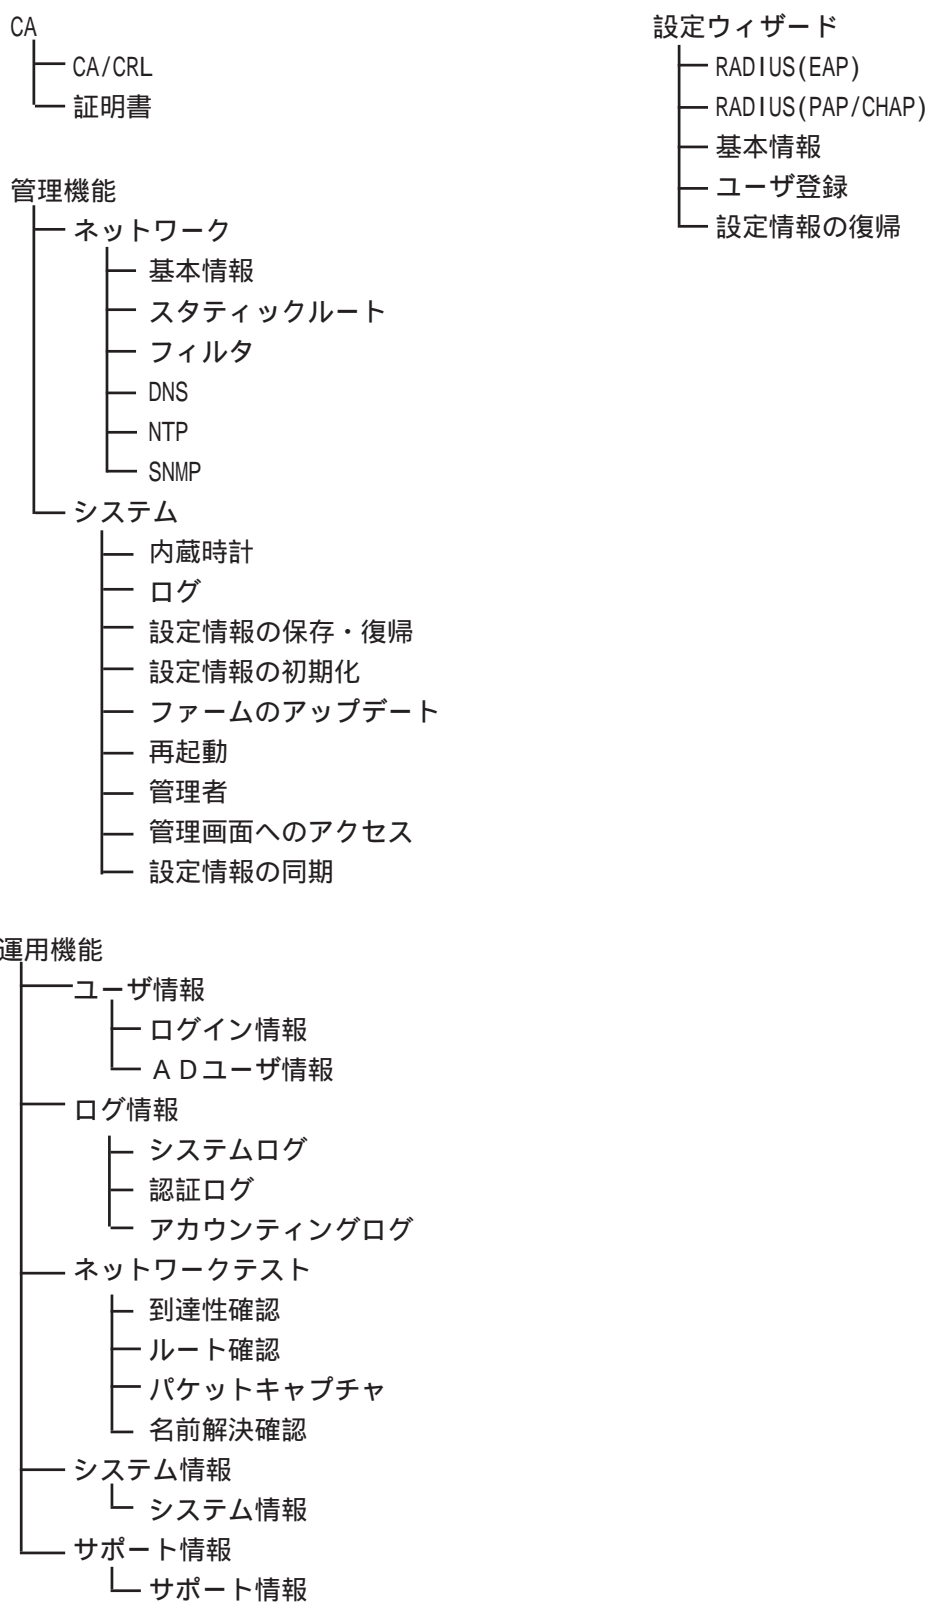 CA
CA/CRL
証明書
管理機能
ネットワーク
基本情報
スタティックルート
フィルタ
DNS
NTP
SNMP
システム
内蔵時計
ログ
設定情報の保存・復帰
設定情報の初期化
ファームのアップデート
再起動
管理者
管理画面へのアクセス
設定情報の同期
運用機能
ユーザ情報
ログイン情報
ＡＤユーザ情報
ログ情報
システムログ
認証ログ
アカウンティングログ
ネットワークテスト
到達性確認
ルート確認
パケットキャプチャ
名前解決確認
システム情報
システム情報
サポート情報
サポート情報
設定ウィザード
RADIUS(EAP)
RADIUS(PAP/CHAP)
基本情報
ユーザ登録
設定情報の復帰